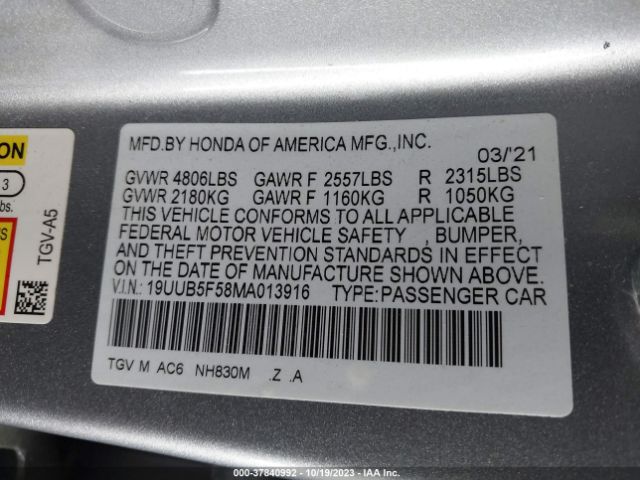 ON
3
bs.
S
TGV-A5
MFD.BY HONDA OF AMERICA MFG.,INC.
03/'21
GVWR 4806LBS GAWR F 2557LBS R 2315LBS
GVWR 2180KG GAWR F 1160KG R 1050KG
THIS VEHICLE CONFORMS TO ALL APPLICABLE
FEDERAL MOTOR VEHICLE SAFETY , BUMPER,
AND THEFT PREVENTION STANDARDS IN EFFECT
ON THE DATE OF MANUFACTURE SHOWN ABOVE.
V.I.N.: 19UUB5F58MA013916 TYPE:PASSENGER CAR
TGV M AC6 NH830M .Z .A
000-37840992 - 10/19/2023 - IAA Inc.